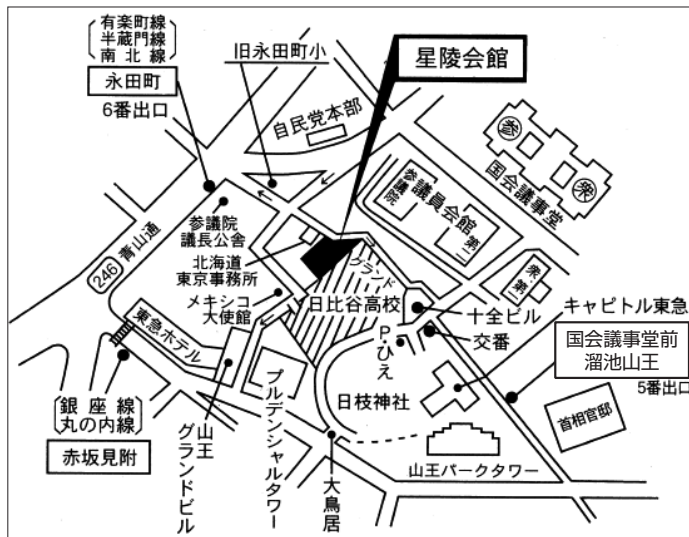 有楽町線
半蔵門線
南北線
永田町
6番出口
旧永田町小
星陵会館
自民党本部
参
衆
国会議事堂
参議院
議員会館
第二
衆第一
青山通
246
参議院
議長公舎
北海道
東京事務所
メキシコ
大使館
グランド
日比谷高校
十全ビル
交番
P.ひえ
キャピトル東急
国会議事堂前
溜池山王
5番出口
首相官邸
東急ホテル
銀座線
丸の内線
赤坂見附
山王
グランドビル
プルデンシャルタワー
日枝神社
大鳥居
山王パークタワー